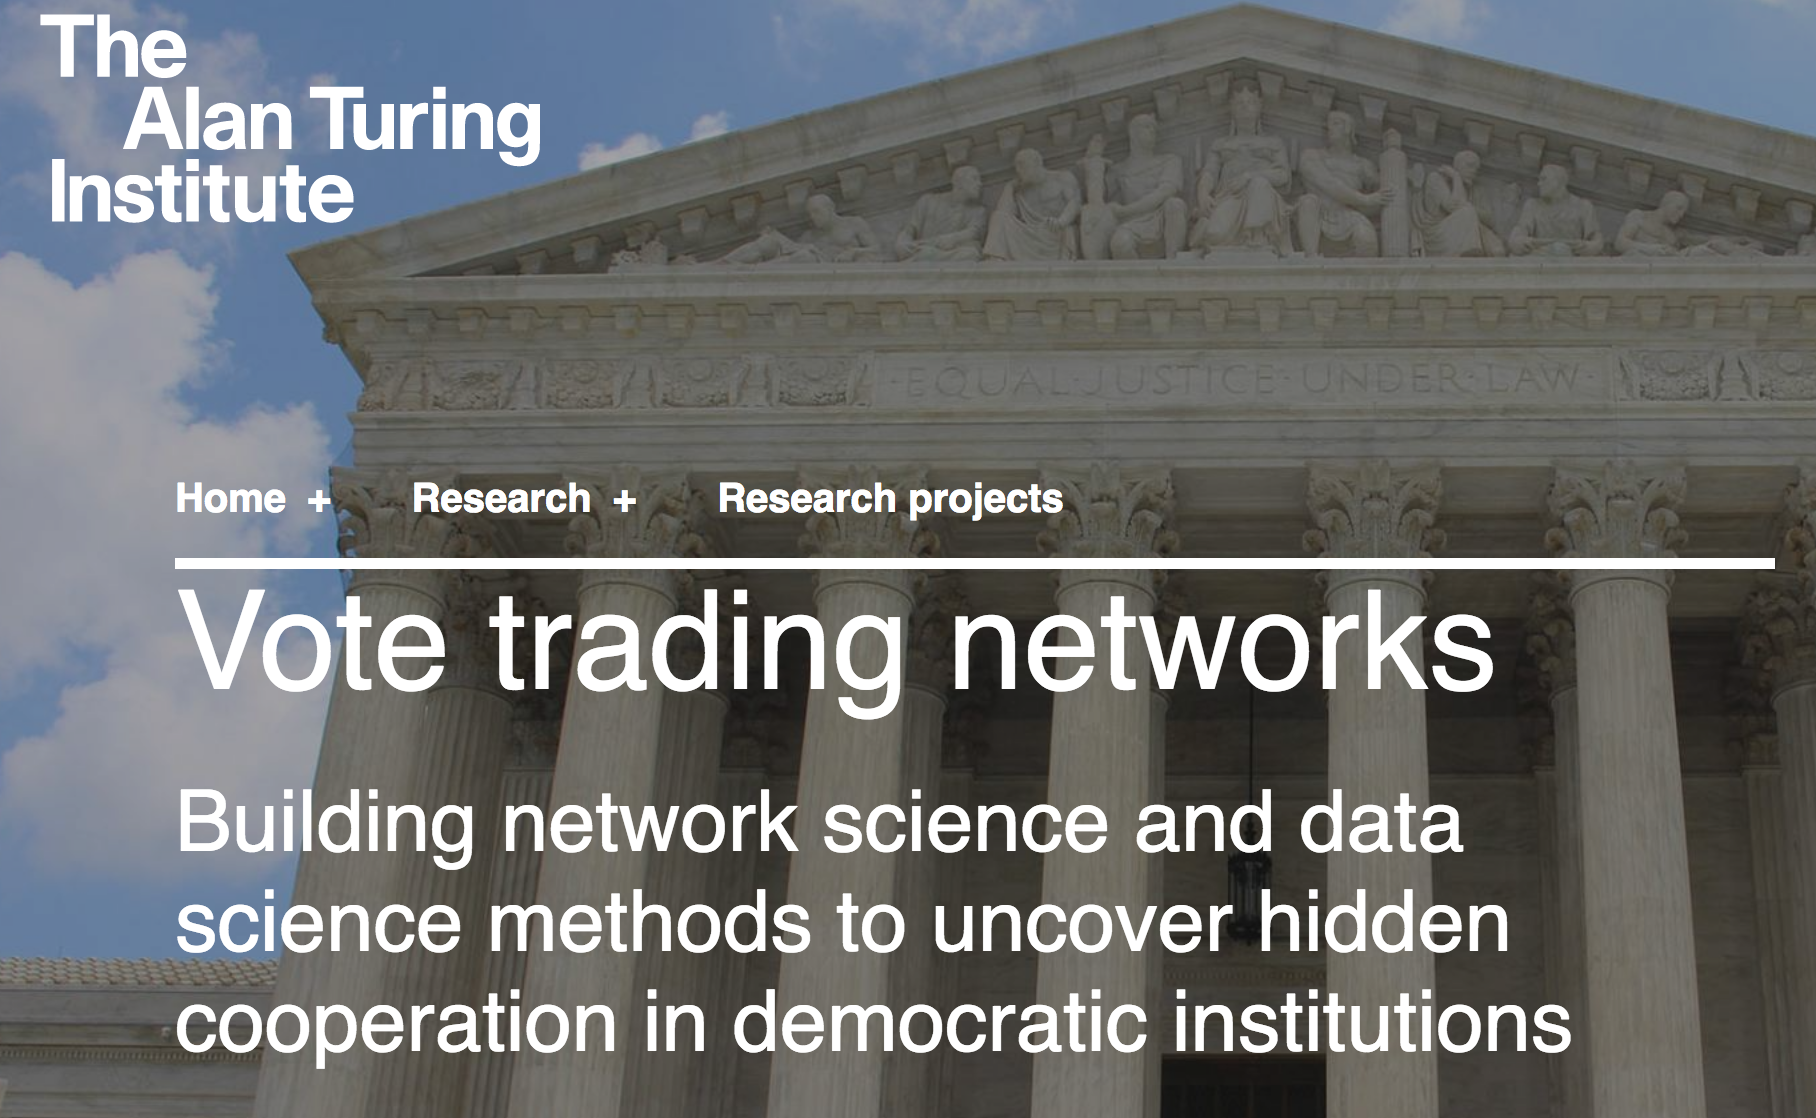 The
Alan Turing
Institute
·EQUAL·JUSTICE·UNDER·LAW·
Home + Research + Research projects
Vote trading networks
Building network science and data
science methods to uncover hidden
cooperation in democratic institutions